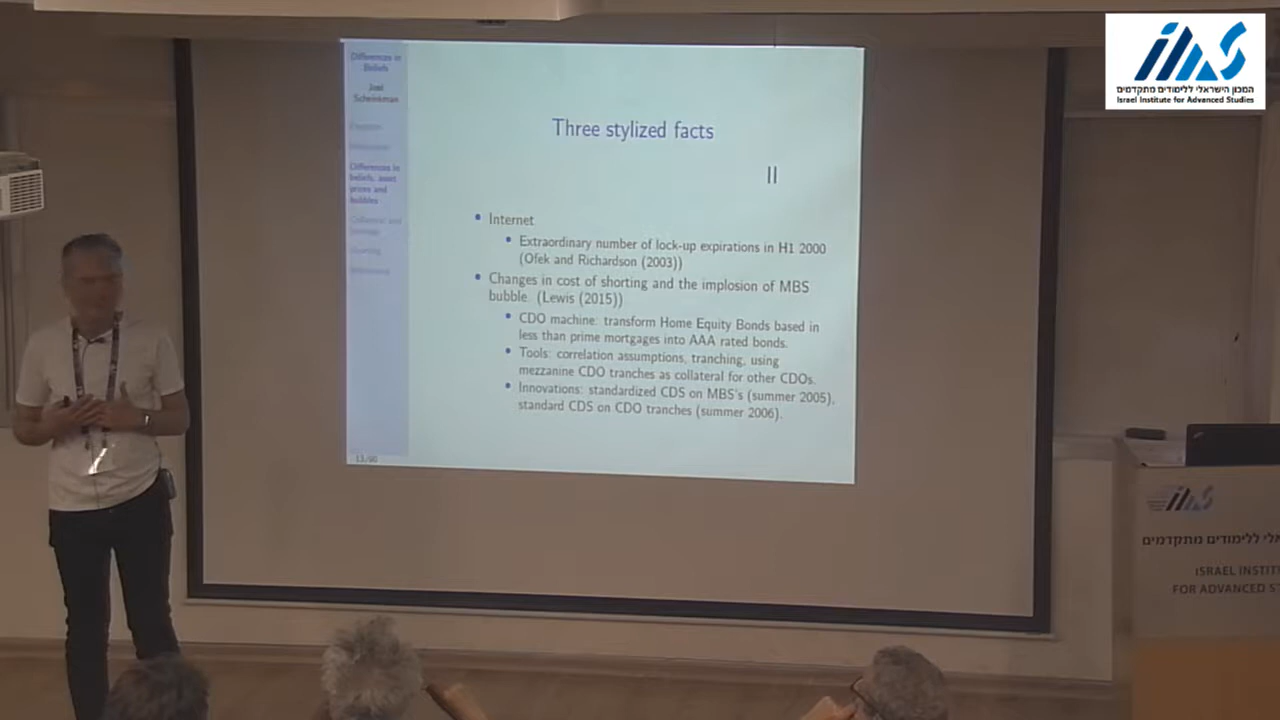 המכון הישראלי ללימודים מתקדמים
Israel Institute for Advanced Studies
Differences in
Beliefs
José
Scheinkman
Differences in
beliefs, asset
prices and
bubbles
Three stylized facts
II
• Internet
• Extraordinary number of lock-up expirations in H1 2000
(Ofek and Richardson (2003))
• Changes in cost of shorting and the implosion of MBS
bubble. (Lewis (2015))
• CDO machine: transform Home Equity Bonds based in
less than prime mortgages into AAA rated bonds.
• Tools: correlation assumptions, tranching, using
mezzanine CDO tranches as collateral for other CDOs.
• Innovations: standardized CDS on MBS's (summer 2005),
standard CDS on CDO tranches (summer 2006).
13/90
ללימודים מתקדמים
ISRAEL INSTIT
FOR ADVANCED ST